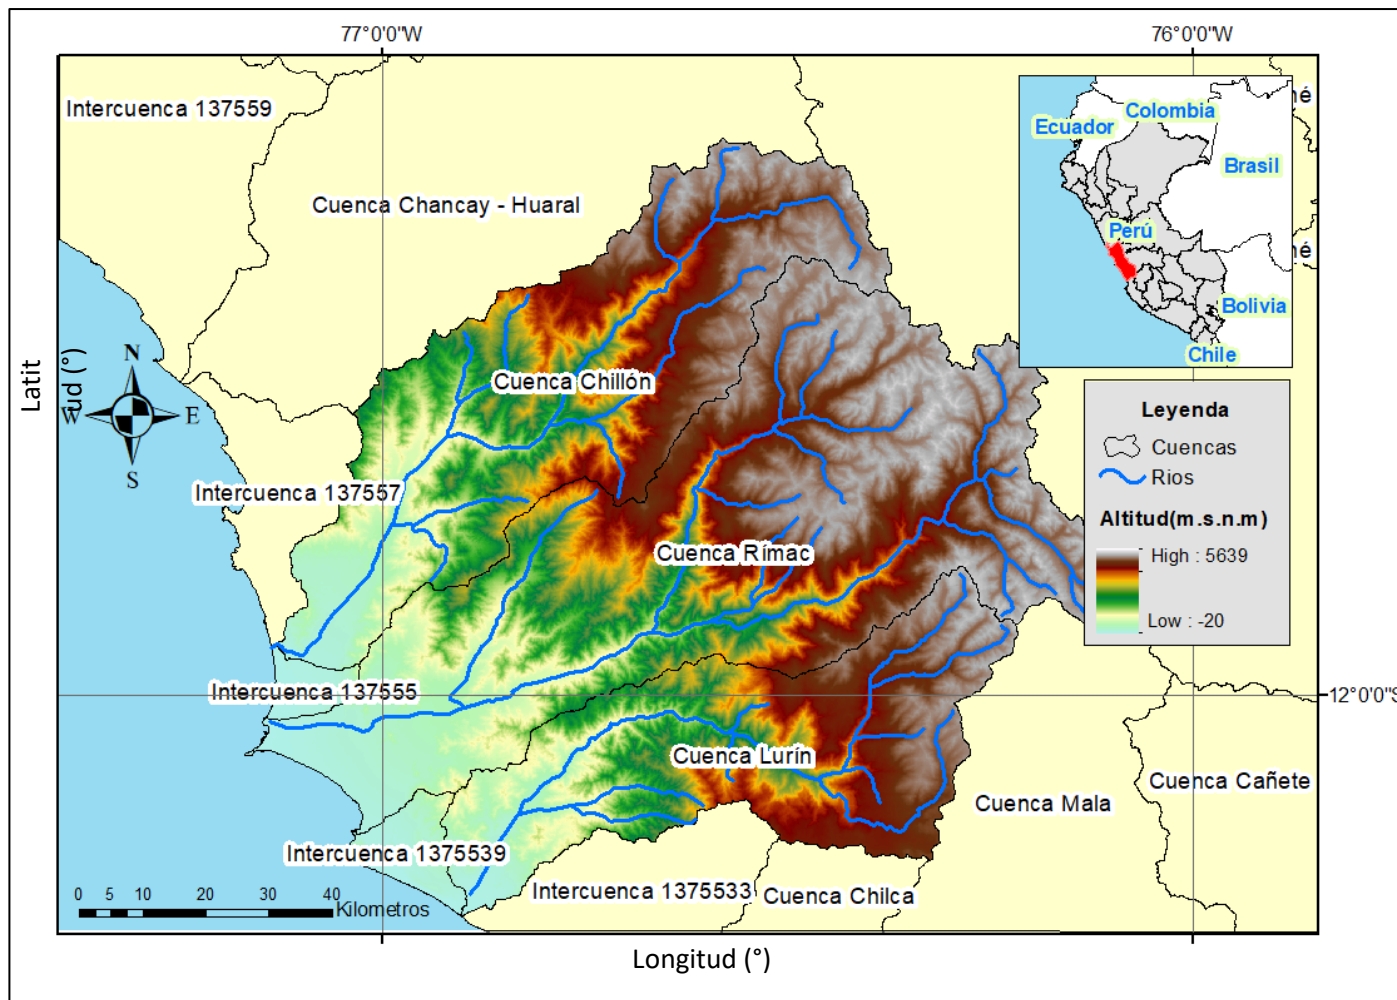 77°0'0"W
76°0'0"W
Intercuenca 137559
Cuenca Chancay - Huaral
Colombia
Ecuador
Brasil
Perú
Bolivia
Chile
né
né
Latit
ud (°)
N
W
E
S
Cuenca Chillón
Leyenda
Cuencas
Rios
Altitud(m.s.n.m)
High : 5639
Low : -20
Intercuenca 137557
Cuenca Rímac
Intercuenca 137555
12°0'0"S
Cuenca Lurín
Cuenca Cañete
Cuenca Mala
Intercuenca 1375539
Intercuenca 1375533
Cuenca Chilca
0 5 10 20 30 40
Kilometros
Longitud (°)